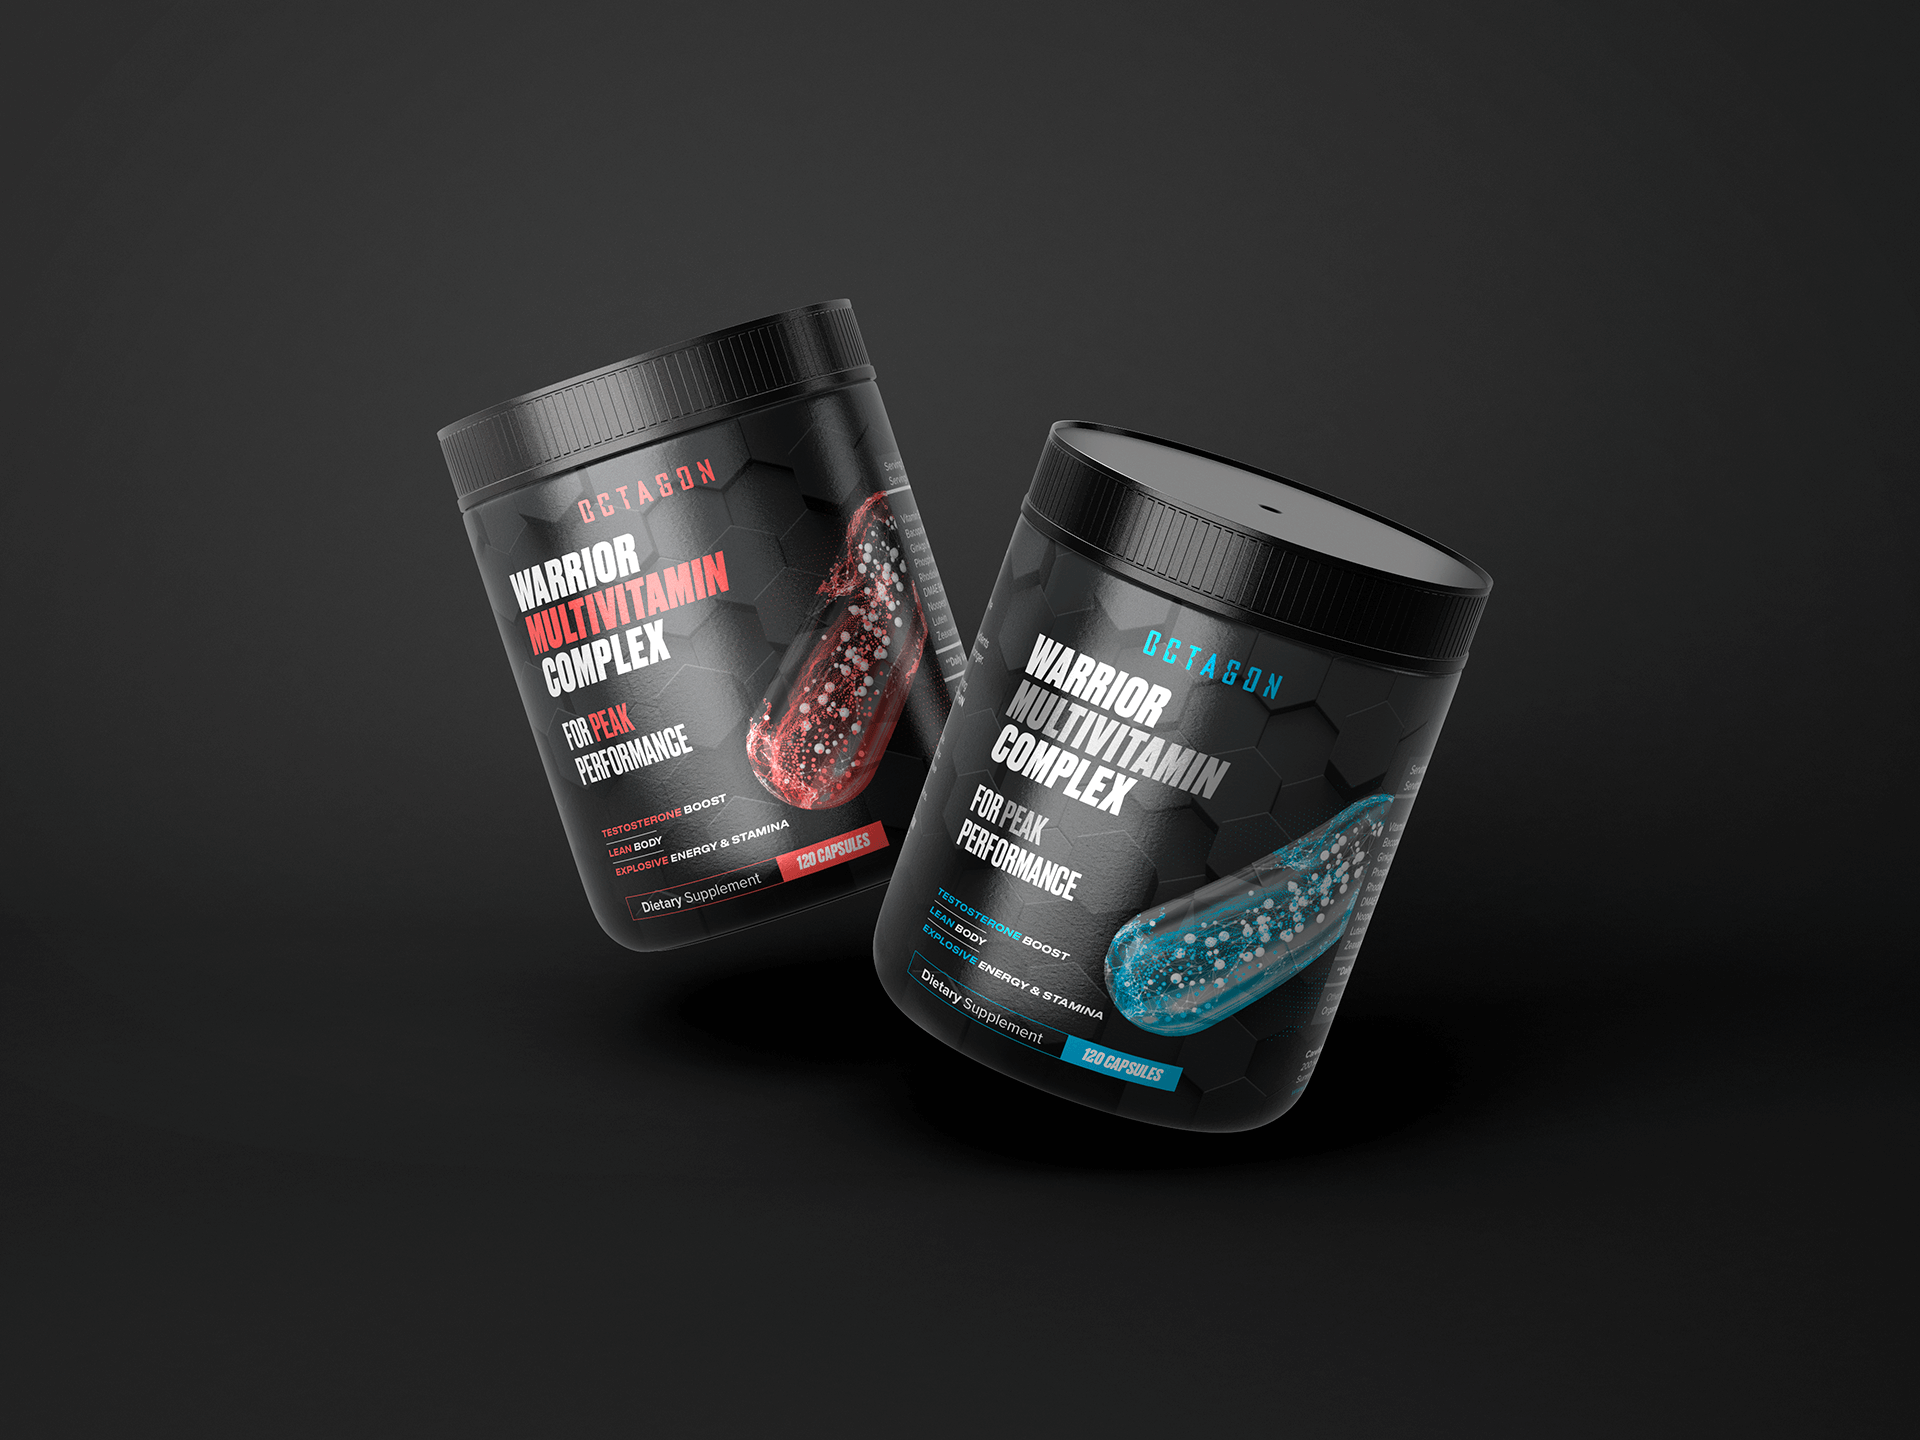 OCTAGON
WARRIOR
MULTIVITAMIN
COMPLEX
FOR PEAK
PERFORMANCE
TESTOSTERONE BOOST
LEAN BODY
EXPLOSIVE ENERGY & STAMINA
Dietary Supplement
120 CAPSULES
OCTAGON
WARRIOR
MULTIVITAMIN
COMPLEX
FOR PEAK
PERFORMANCE
TESTOSTERONE BOOST
LEAN BODY
EXPLOSIVE ENERGY & STAMINA
Dietary Supplement
120 CAPSULES